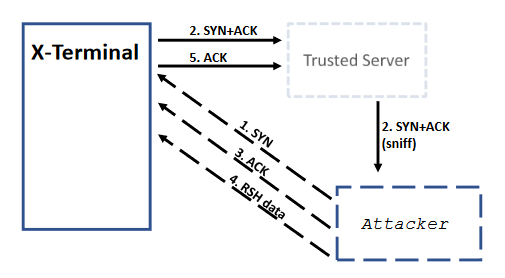 X-Terminal
2. SYN+ACK
5. ACK
Trusted Server
2. SYN+ACK
(sniff)
1. SYN
3. ACK
4. RSH data
Attacker